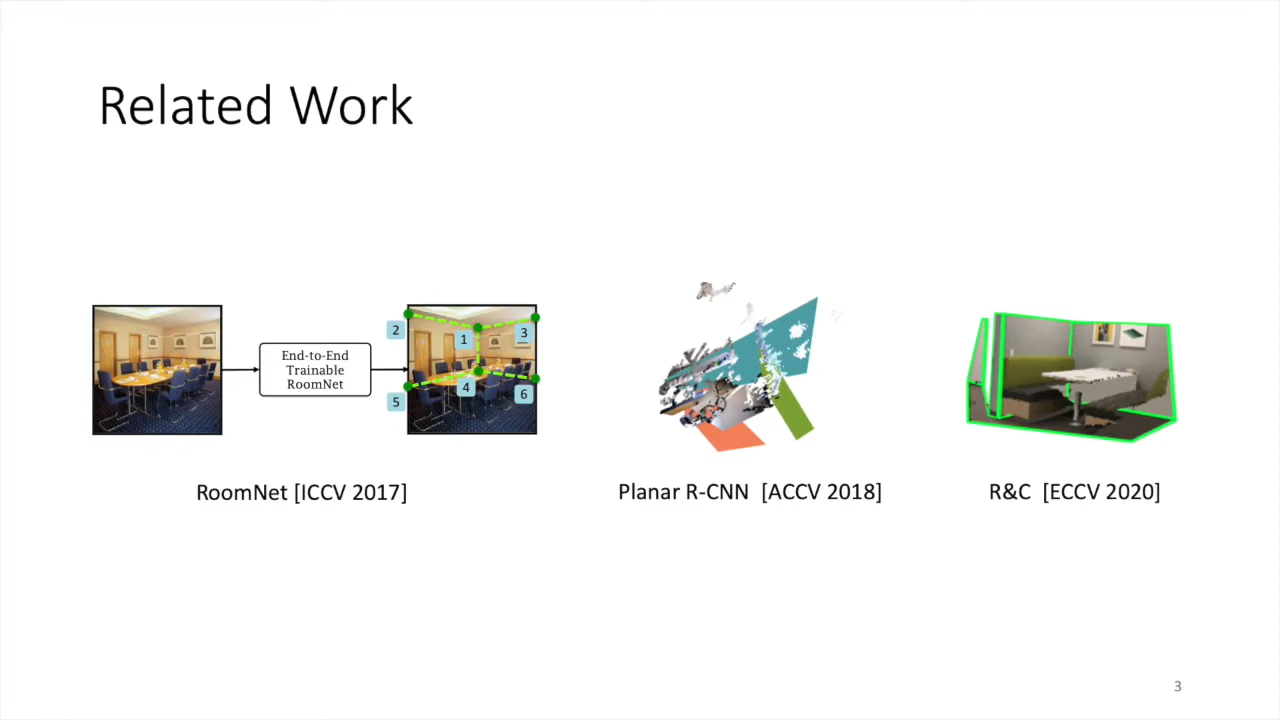 Related Work
End-to-End
Trainable
RoomNet
2
1
3
4
5
6
RoomNet [ICCV 2017]
Planar R-CNN [ACCV 2018]
R&C [ECCV 2020]
3